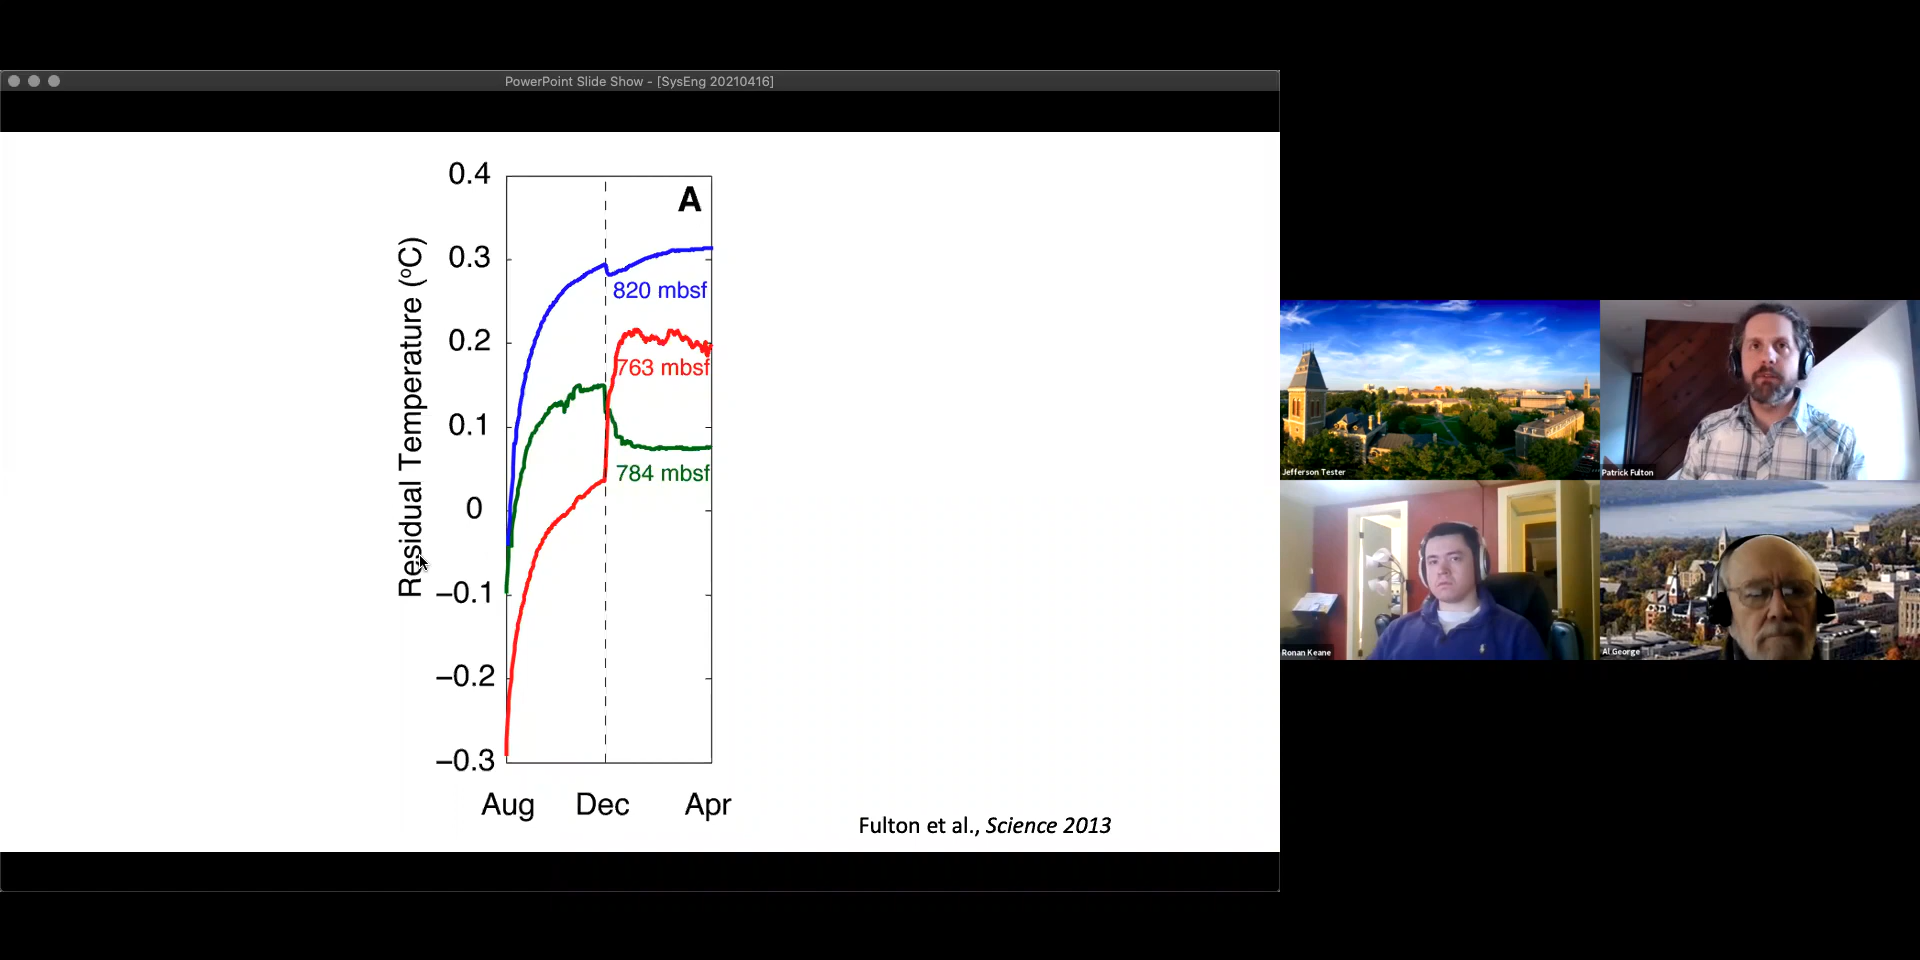 PowerPoint Slide Show - [SysEng 20210416]
0.4
0.3
0.2
0.1
0
−0.1
−0.2
−0.3
Residual Temperature (ºC)
A
820 mbsf
763 mbsf
784 mbsf
Aug Dec Apr
Fulton et al., Science 2013
Jefferson Tester
Patrick Fulton
Ronan Keane
Al George